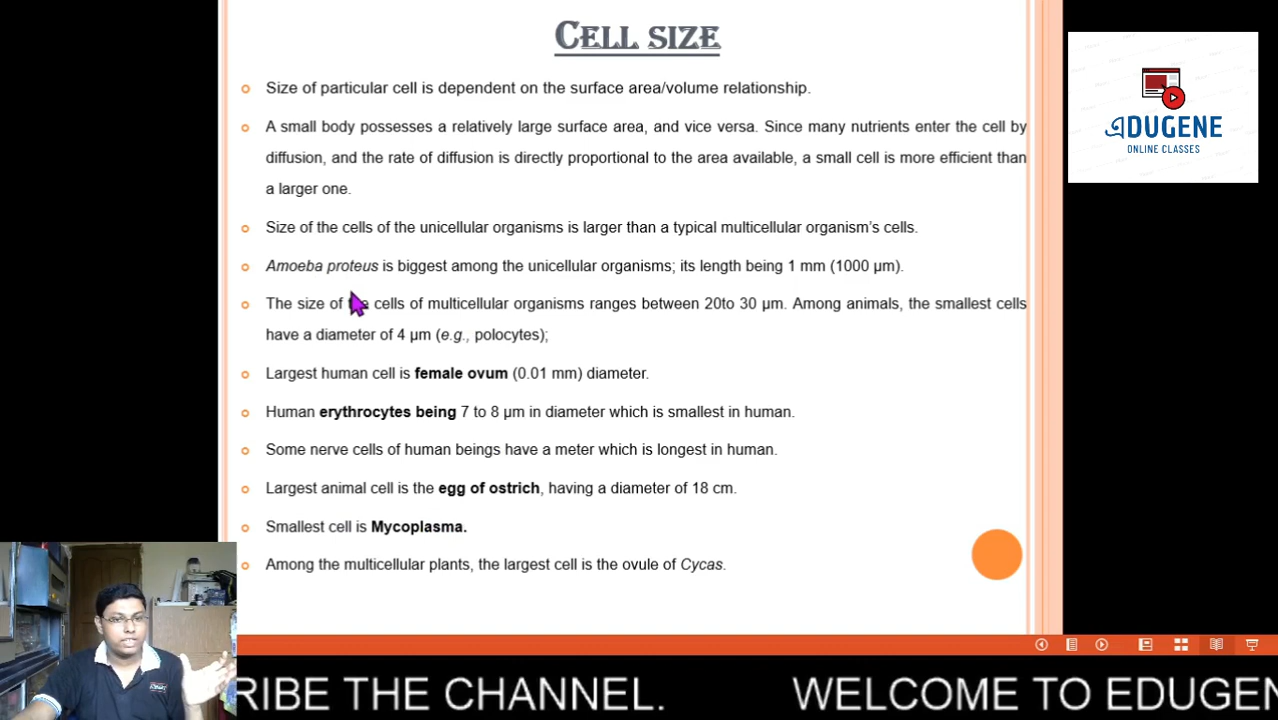 CELL SIZE
Size of particular cell is dependent on the surface area/volume relationship.
A small body possesses a relatively large surface area, and vice versa. Since many nutrients enter the cell by
diffusion, and the rate of diffusion is directly proportional to the area available, a small cell is more efficient than
a larger one.
Size of the cells of the unicellular organisms is larger than a typical multicellular organism's cells.
Amoeba proteus is biggest among the unicellular organisms; its length being 1 mm (1000 µm).
The size of the cells of multicellular organisms ranges between 20to 30 µm. Among animals, the smallest cells
have a diameter of 4 µm (e.g., polocytes);
Largest human cell is female ovum (0.01 mm) diameter.
Human erythrocytes being 7 to 8 µm in diameter which is smallest in human.
Some nerve cells of human beings have a meter which is longest in human.
Largest animal cell is the egg of ostrich, having a diameter of 18 cm.
Smallest cell is Mycoplasma.
Among the multicellular plants, the largest cell is the ovule of Cycas.
EDUGENE
ONLINE CLASSES
RIBE THE CHANNEL. WELCOME TO EDUGEN